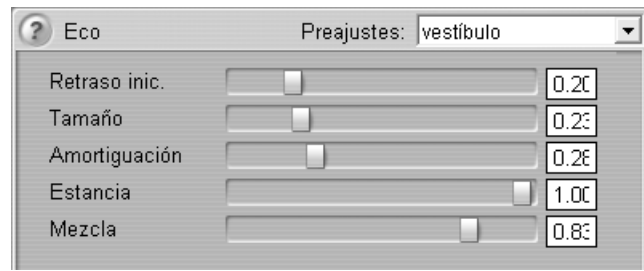 ? Eco Preajustes: vestíbulo
Retraso inic. 0.20
Tamaño 0.23
Amortiguación 0.28
Estancia 1.00
Mezcla 0.83